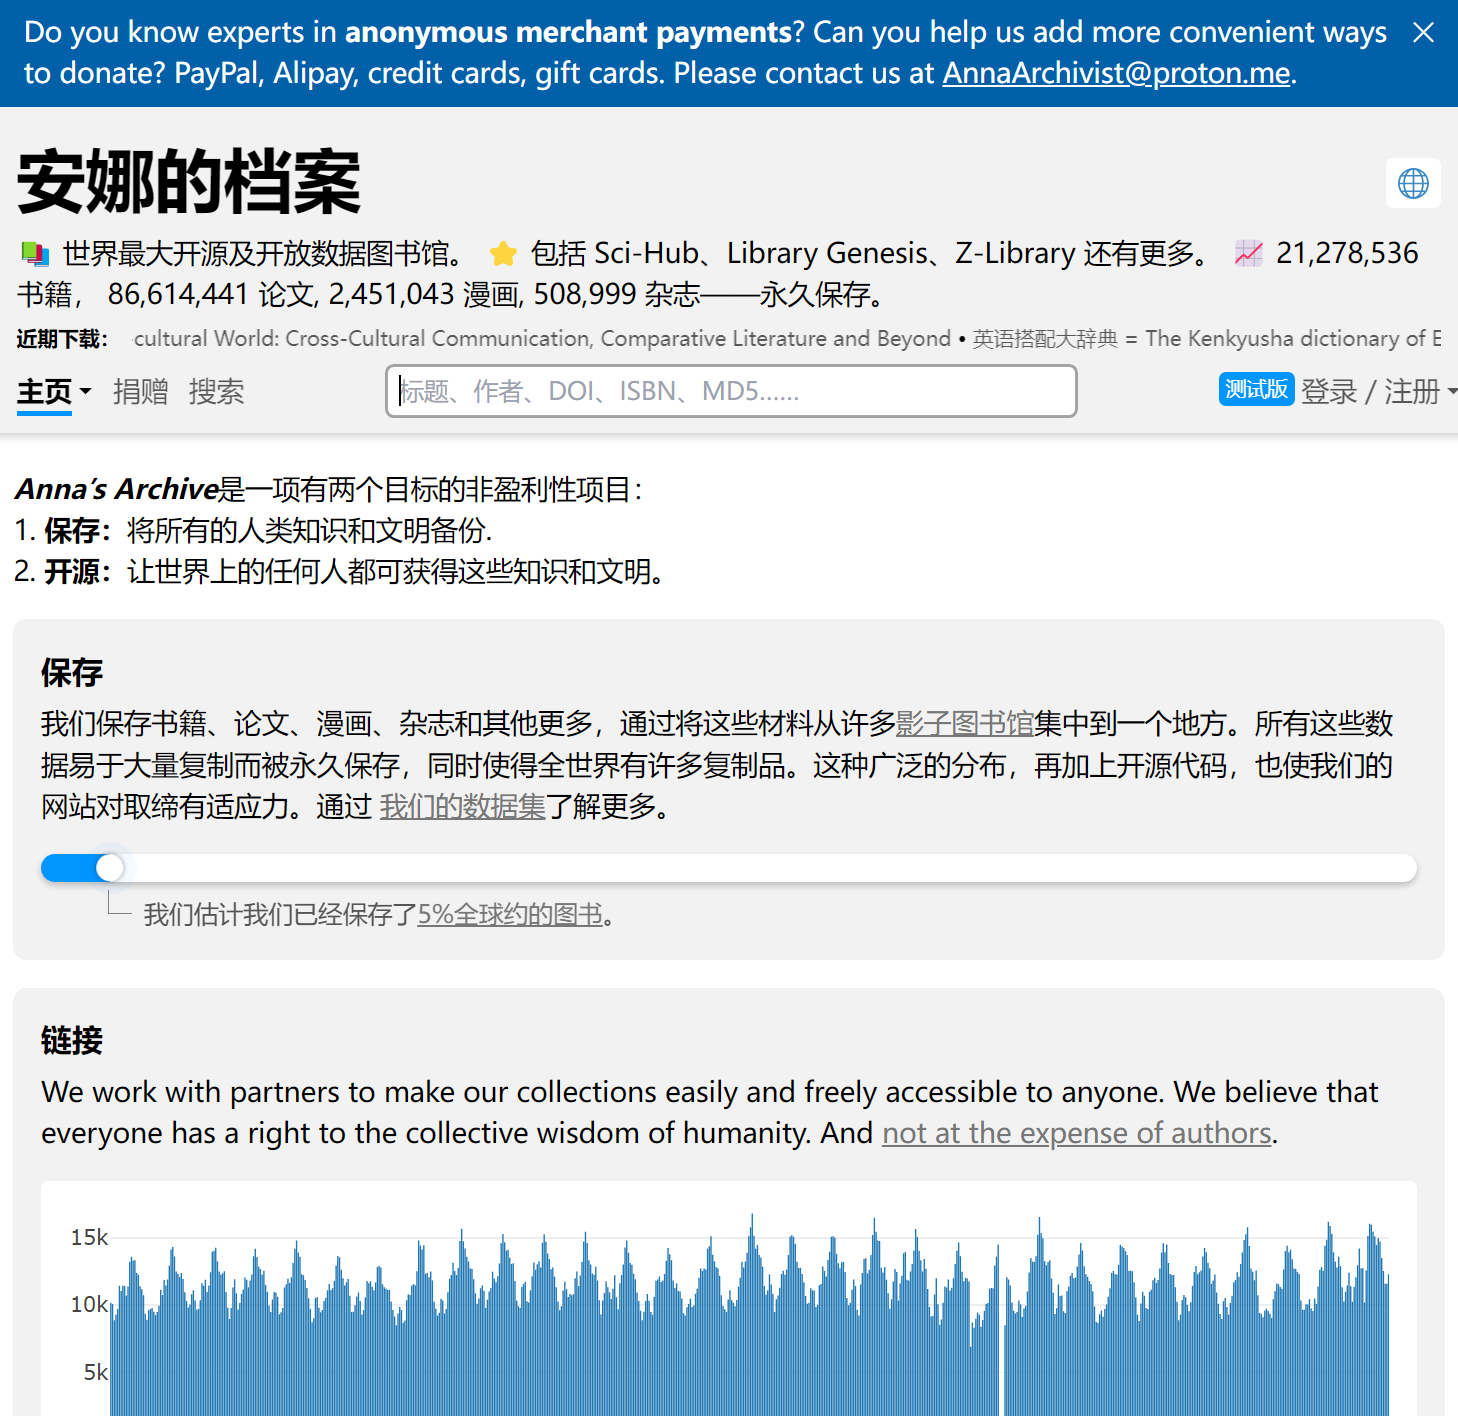 Do you know experts in anonymous merchant payments? Can you help us add more convenient ways
to donate? PayPal, Alipay, credit cards, gift cards. Please contact us at AnnaArchivist@proton.me.
安娜的档案
世界最大开源及开放数据图书馆。 包括 Sci-Hub、Library Genesis、Z-Library 还有更多。 21,278,536
书籍， 86,614,441 论文, 2,451,043 漫画, 508,999 杂志——永久保存。
近期下载： cultural World: Cross-Cultural Communication, Comparative Literature and Beyond • 英语搭配大辞典 = The Kenkyusha dictionary of E
主页 捐赠 搜索 标题、作者、DOI、ISBN、MD5…… 测试版 登录 / 注册
Anna’s Archive是一项有两个目标的非盈利性项目：
1. 保存：将所有的人类知识和文明备份.
2. 开源：让世界上的任何人都可获得这些知识和文明。
保存
我们保存书籍、论文、漫画、杂志和其他更多，通过将这些材料从许多影子图书馆集中到一个地方。所有这些数
据易于大量复制而被永久保存，同时使得全世界有许多复制品。这种广泛的分布，再加上开源代码，也使我们的
网站对取缔有适应力。通过 我们的数据集了解更多。
我们估计我们已经保存了5%全球约的图书。
链接
We work with partners to make our collections easily and freely accessible to anyone. We believe that
everyone has a right to the collective wisdom of humanity. And not at the expense of authors.
15k
10k
5k